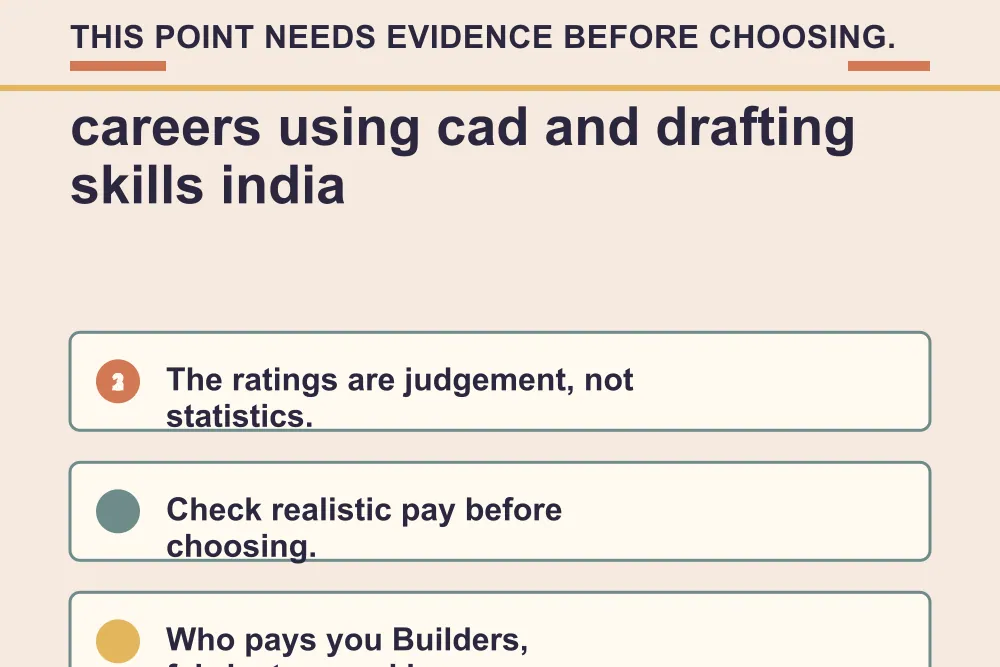 THIS POINT NEEDS EVIDENCE BEFORE CHOOSING.
careers using cad and drafting
skills india
The ratings are judgement, not
statistics.
Check realistic pay before
choosing.
Who pays you Builders,